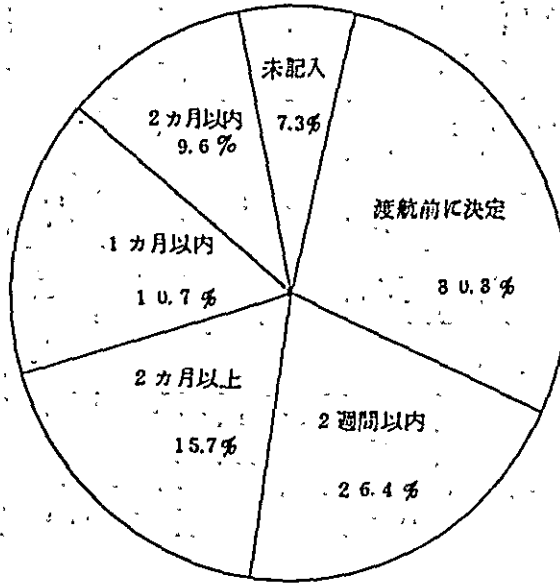 未記入
7.3%
渡航前に決定
30.3%
2週間以内
26.4%
2カ月以上
15.7%
1カ月以内
10.7%
2カ月以内
9.6%